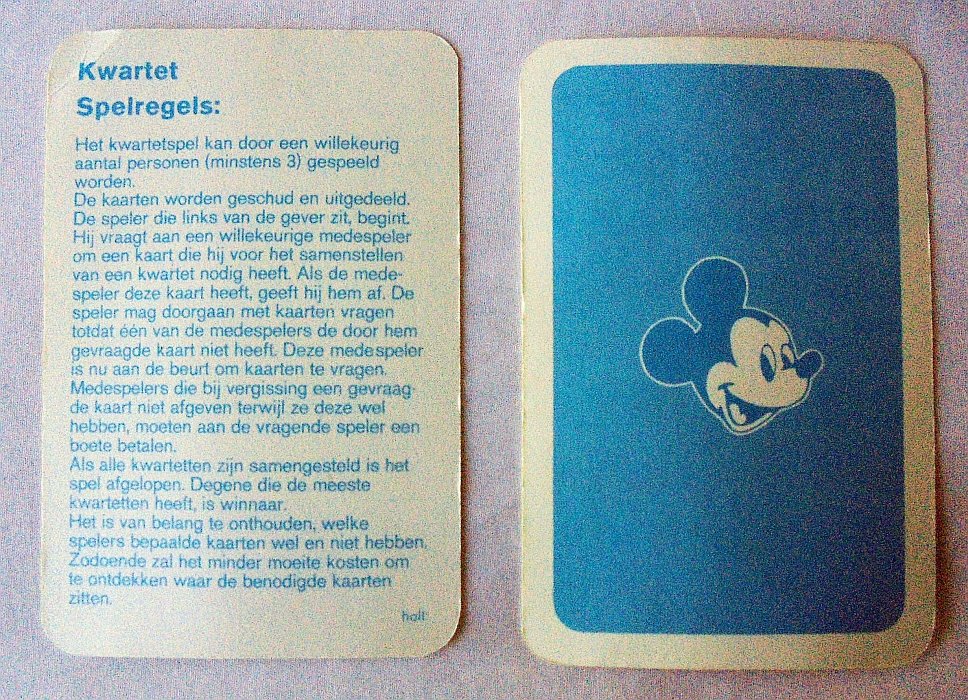 Kwartet
Spelregels:
Het kwartetspel kan door een willekeurig
aantal personen (minstens 3) gespeeld
worden.
De kaarten worden geschud en uitgedeeld.
De speler die links van de gever zit, begint.
Hij vraagt aan een willekeurige medespeler
om een kaart die hij voor het samenstellen
van een kwartet nodig heeft. Als de mede-
speler deze kaart heeft, geeft hij hem af. De
speler mag doorgaan met kaarten vragen
totdat één van de medespelers de door hem
gevraagde kaart niet heeft. Deze medespeler
is nu aan de beurt om kaarten te vragen.
Medespelers die bij vergissing een gevraag-
de kaart niet afgeven terwijl ze deze wel
hebben, moeten aan de vragende speler een
boete betalen.
Als alle kwartetten zijn samengesteld is het
spel afgelopen. Degene die de meeste
kwartetten heeft, is winnaar.
Het is van belang te onthouden, welke
spelers bepaalde kaarten wel en niet hebben.
Zodoende zal het minder moeite kosten om
te ontdekken waar de benodigde kaarten
zitten.